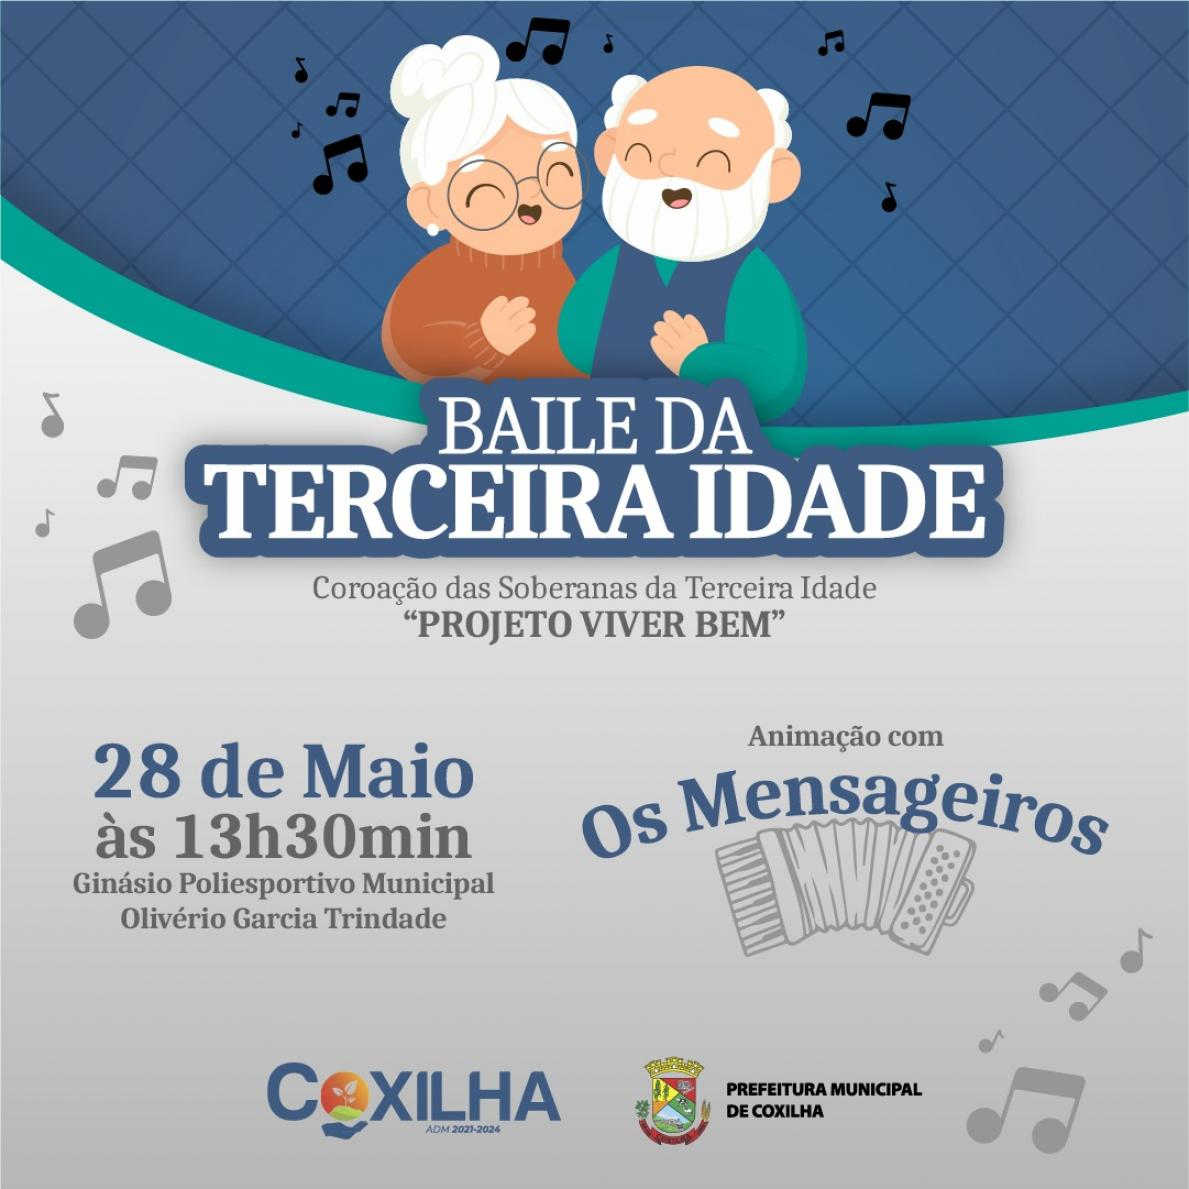 BAILE DA
TERCEIRA IDADE
Coroação das Soberanas da Terceira Idade
“PROJETO VIVER BEM”
28 de Maio
às 13h30min
Ginásio Poliesportivo Municipal
Olivério Garcia Trindade
Animação com
Os Mensageiros
COXILHA
ADM 2021-2024
COXILHA
PREFEITURA MUNICIPAL
DE COXILHA